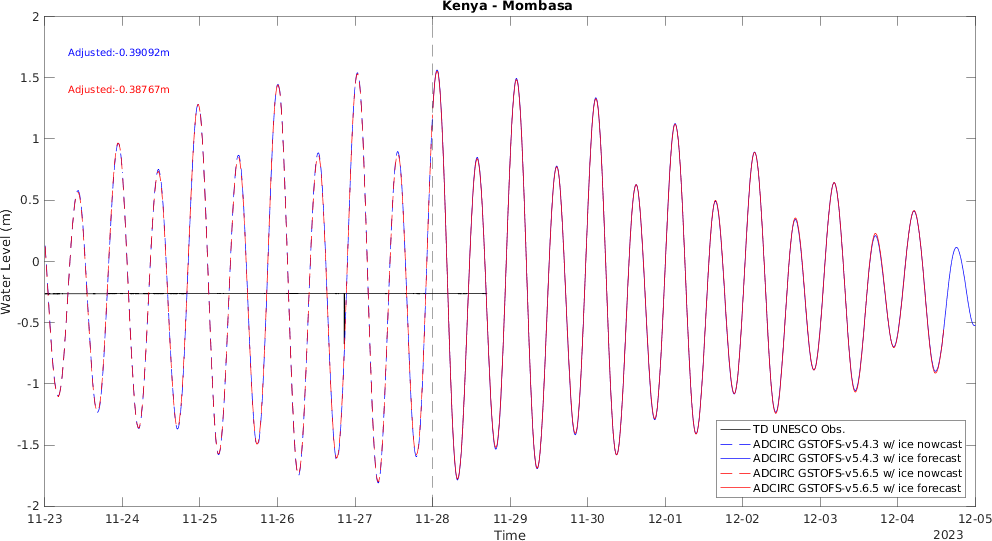 Kenya - Mombasa
Adjusted:-0.39092m
Adjusted:-0.38767m
Water Level (m)
2
1.5
1
0.5
0
-0.5
-1
-1.5
-2
TD UNESCO Obs.
ADCIRC GSTOFS-v5.4.3 w/ ice nowcast
ADCIRC GSTOFS-v5.4.3 w/ ice forecast
ADCIRC GSTOFS-v5.6.5 w/ ice nowcast
ADCIRC GSTOFS-v5.6.5 w/ ice forecast
11-23 11-24 11-25 11-26 11-27 11-28 11-29 11-30 12-01 12-02 12-03 12-04 12-05
Time
2023